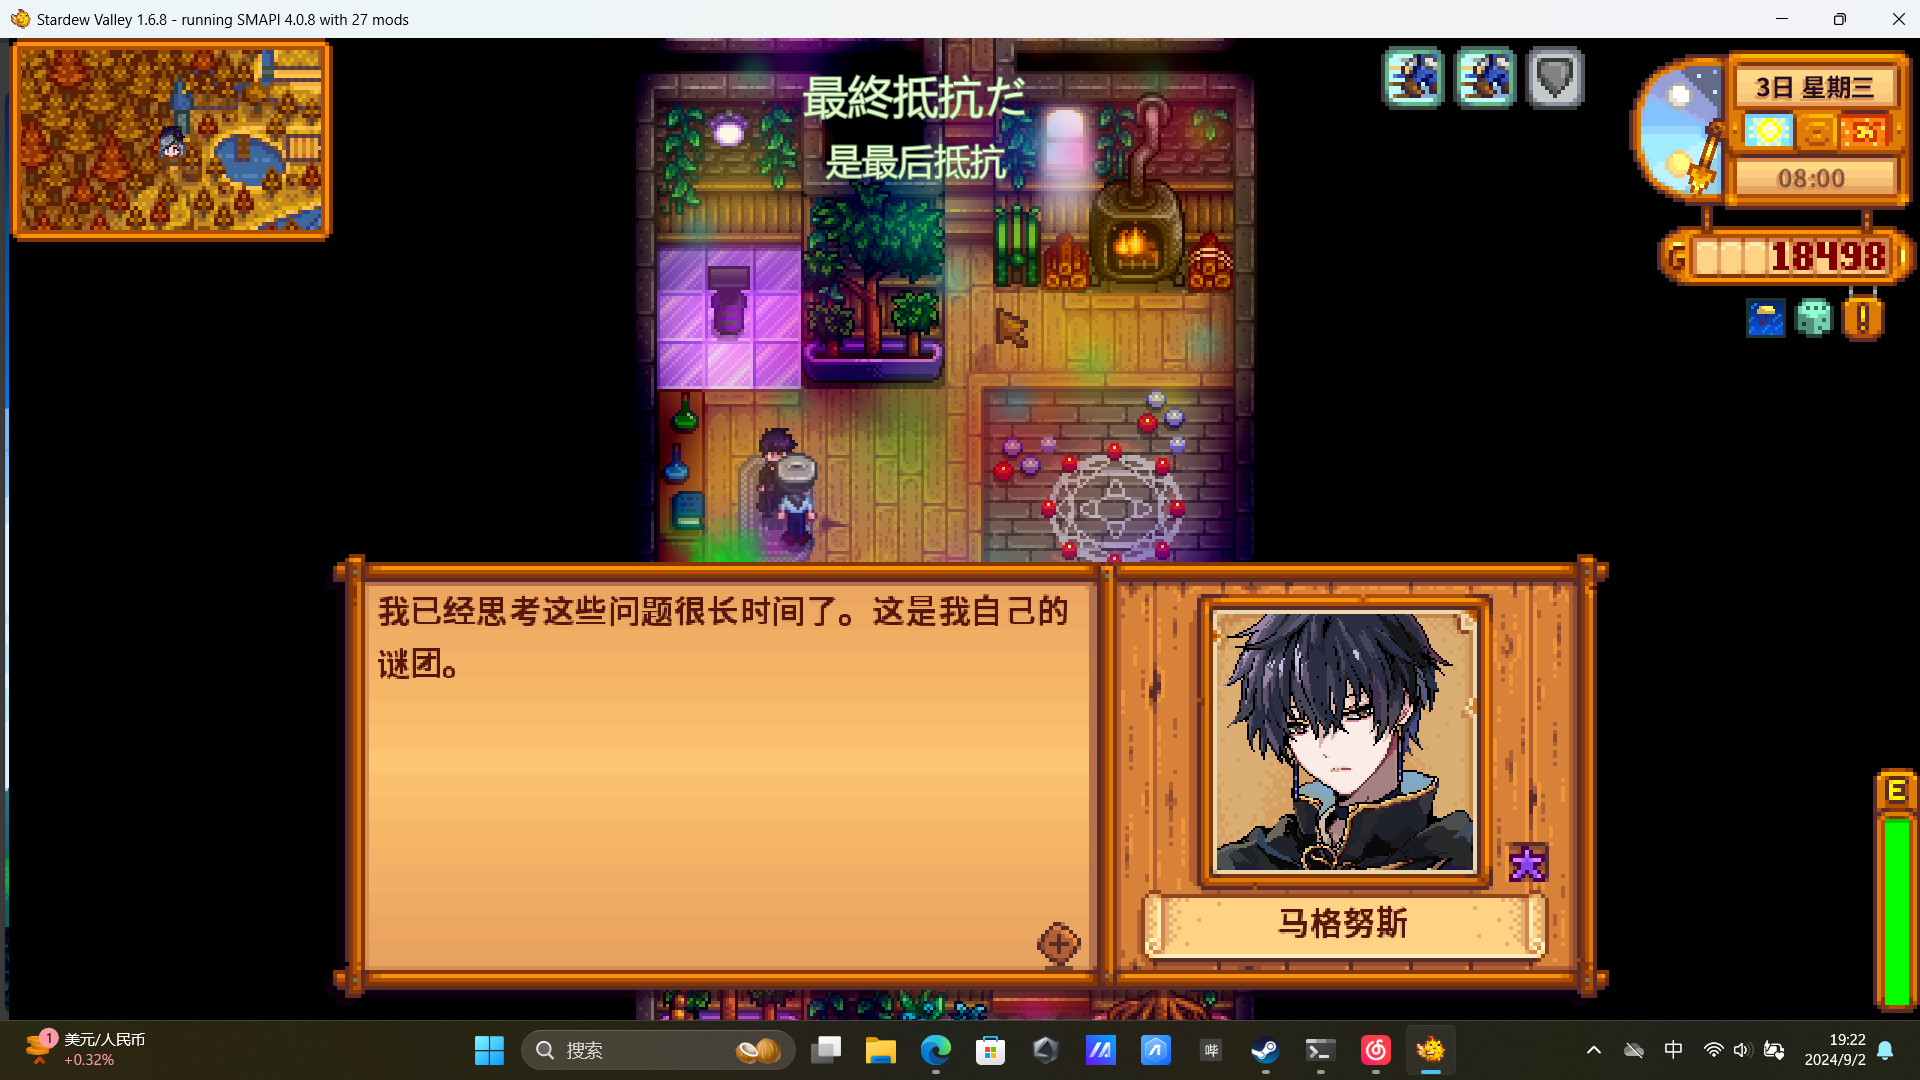 Stardew Valley 1.6.8 - running SMAPI 4.0.8 with 27 mods
最終抵抗だ
是最后抵抗
3日 星期三
08:00
G 18498
我已经思考这些问题很长时间了。这是我自己的
谜团。
马格努斯
E
1
美元/人民币
+0.32%
搜索
哔
中
19:22
2024/9/2